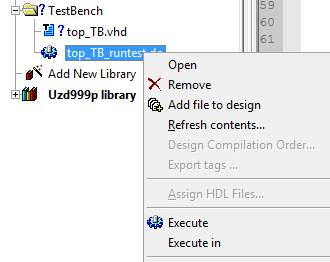 59
TestBench
60
top_TB.vhd
61
top_TB_runtest.do
Add New Library
Uzd999p library
Open
Remove
Add file to design
Refresh contents...
Design Compilation Order...
Export tags ...
Assign HDL Files...
Execute
Execute in